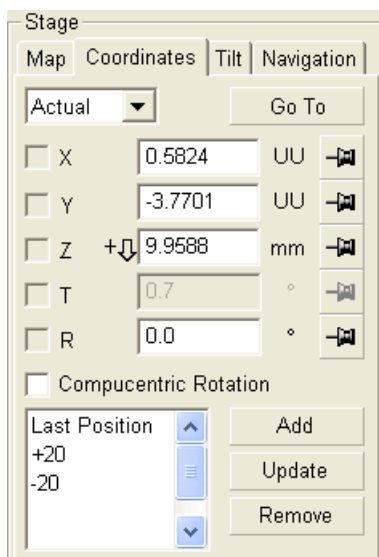 Stage
Map Coordinates Tilt Navigation
Actual Go To
X 0.5824 UU
Y -3.7701 UU
Z + 9.9588 mm
T 0.7 °
R 0.0 °
Compucentric Rotation
Last Position Add
+20
-20 Update
Remove